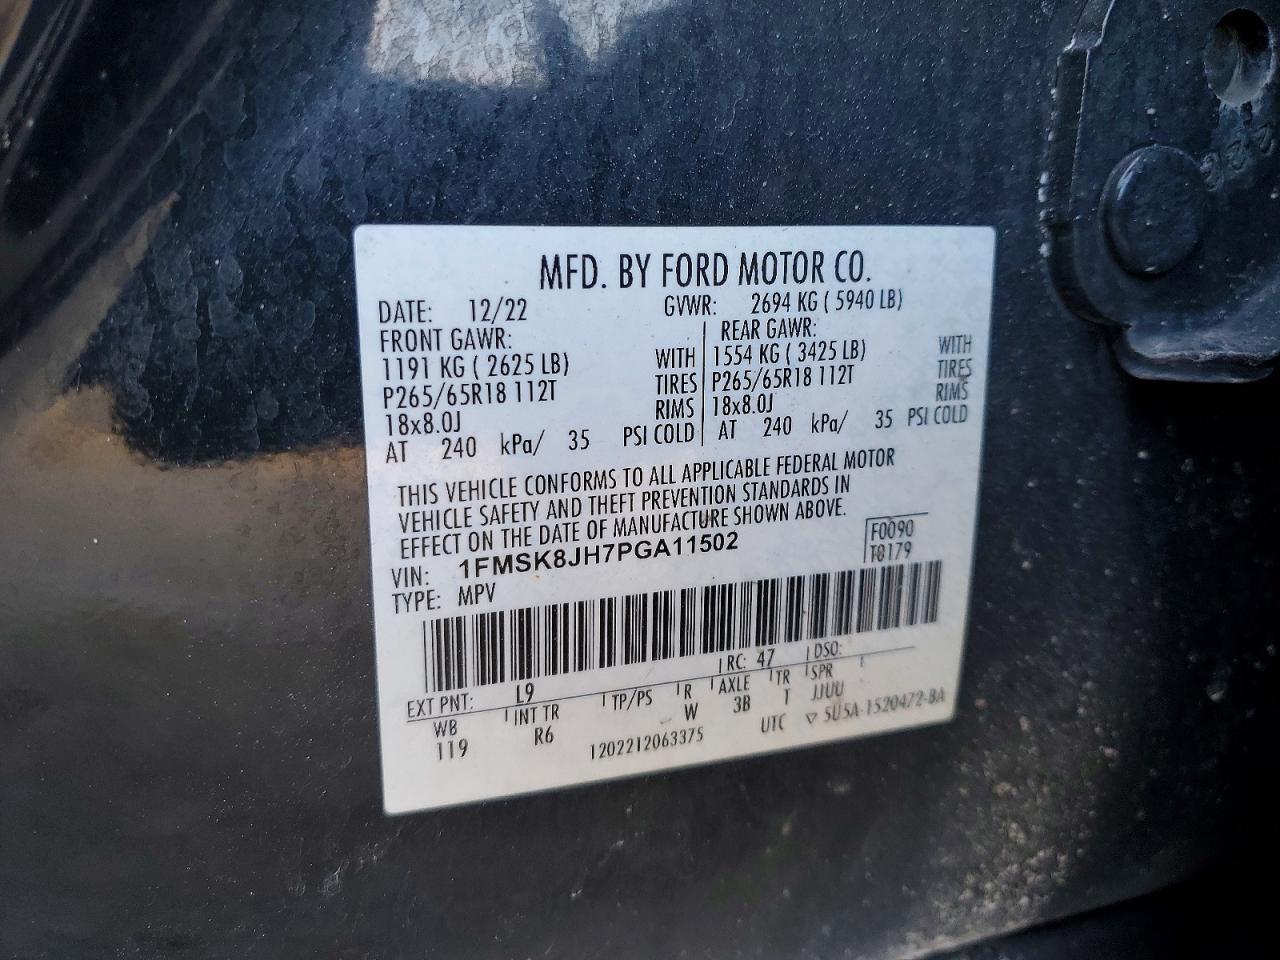 MFD. BY FORD MOTOR CO.
DATE: 12/22 GVWR: 2694 KG ( 5940 LB)
FRONT GAWR: REAR GAWR:
1191 KG ( 2625 LB) WITH 1554 KG ( 3425 LB) WITH
P265/65R18 112T TIRES P265/65R18 112T TIRES
18x8.0J RIMS 18x8.0J RIMS
AT 240 kPa/ 35 PSI COLD AT 240 kPa/ 35 PSI COLD
THIS VEHICLE CONFORMS TO ALL APPLICABLE FEDERAL MOTOR
VEHICLE SAFETY AND THEFT PREVENTION STANDARDS IN
EFFECT ON THE DATE OF MANUFACTURE SHOWN ABOVE.
VIN: 1FMSK8JH7PGA11502 F0090
TYPE: MPV T0179
EXT PNT: L9 RC: 47 DSO:
WB INT TR TP/PS R AXLE TR SPR
119 R6 W 3B T JJUU
1202212063375 UTC ▽ 5U5A-1520472-BA